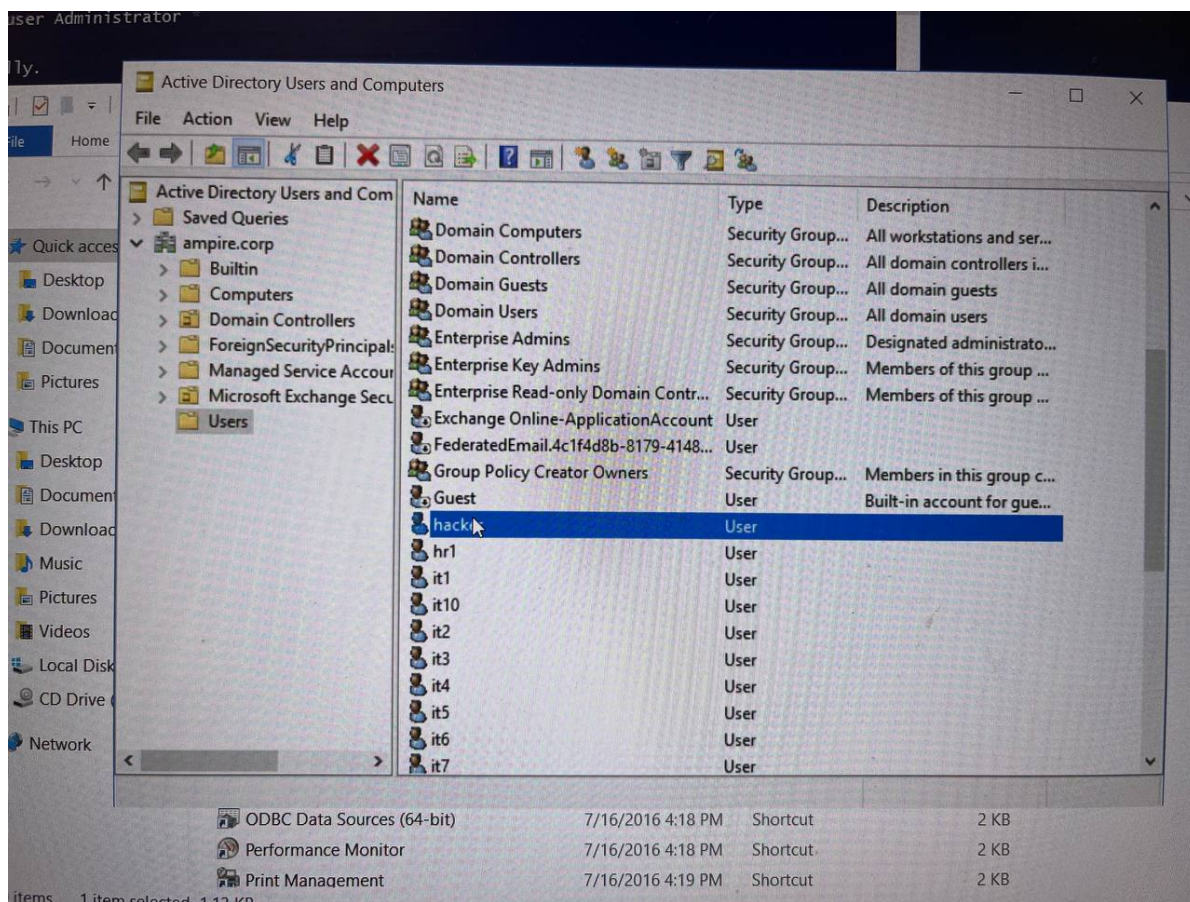 user Administrator
lly.
Active Directory Users and Computers
File Action View Help
File Home
Quick acces
Desktop
Downloac
Document
Pictures
This PC
Desktop
Document
Downloac
Music
Pictures
Videos
Local Disk
CD Drive (
Network
Active Directory Users and Com
Saved Queries
ampire.corp
Builtin
Computers
Domain Controllers
ForeignSecurityPrincipal:
Managed Service Accour
Microsoft Exchange Secu
Users
Name Type Description
Domain Computers Security Group... All workstations and ser...
Domain Controllers Security Group... All domain controllers i...
Domain Guests Security Group... All domain guests
Domain Users Security Group... All domain users
Enterprise Admins Security Group... Designated administrato...
Enterprise Key Admins Security Group... Members of this group ...
Enterprise Read-only Domain Contr... Security Group... Members of this group ...
Exchange Online-ApplicationAccount User
FederatedEmail.4c1f4d8b-8179-4148... User
Group Policy Creator Owners Security Group... Members in this group c...
Guest User Built-in account for gue...
hacker User
hr1 User
it1 User
it10 User
it2 User
it3 User
it4 User
it5 User
it6 User
it7 User
ODBC Data Sources (64-bit) 7/16/2016 4:18 PM Shortcut 2 KB
Performance Monitor 7/16/2016 4:18 PM Shortcut 2 KB
Print Management 7/16/2016 4:19 PM Shortcut 2 KB
items 1 item selected 1.12 KB